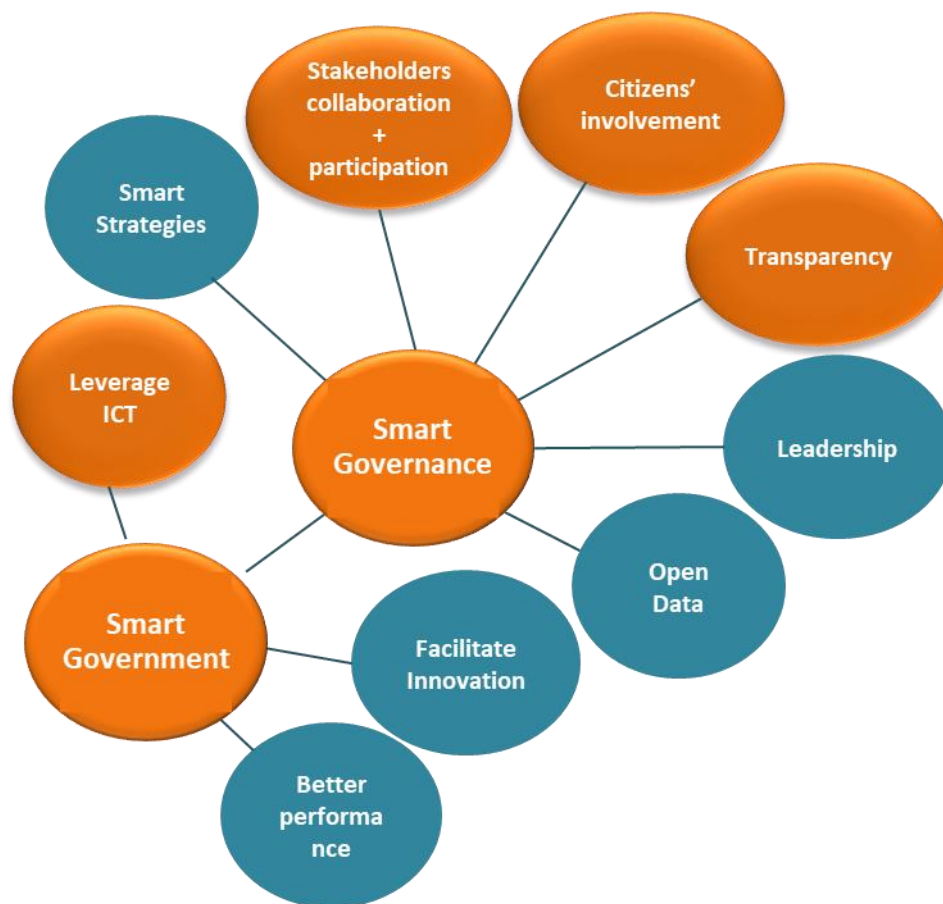 Stakeholders
collaboration
+
participation
Citizens’
involvement
Smart
Strategies
Transparency
Leverage
ICT
Smart
Governance
Leadership
Open
Data
Smart
Government
Facilitate
Innovation
Better
performa
nce